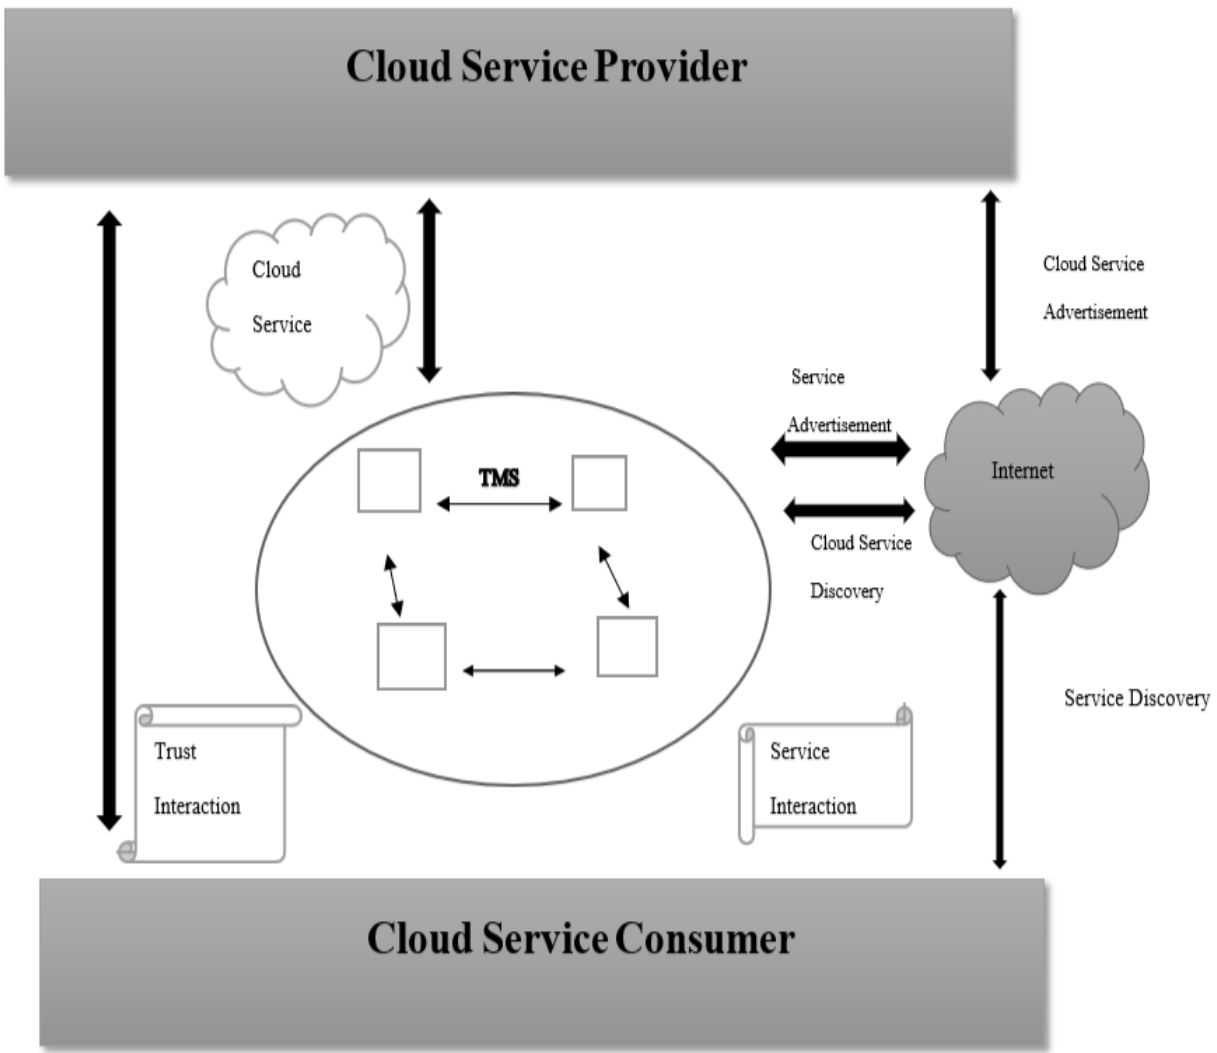 Cloud Service Provider
Cloud
Service
Cloud Service
Advertisement
Service
Advertisement
Internet
TMS
Cloud Service
Discovery
Service Discovery
Trust
Interaction
Service
Interaction
Cloud Service Consumer